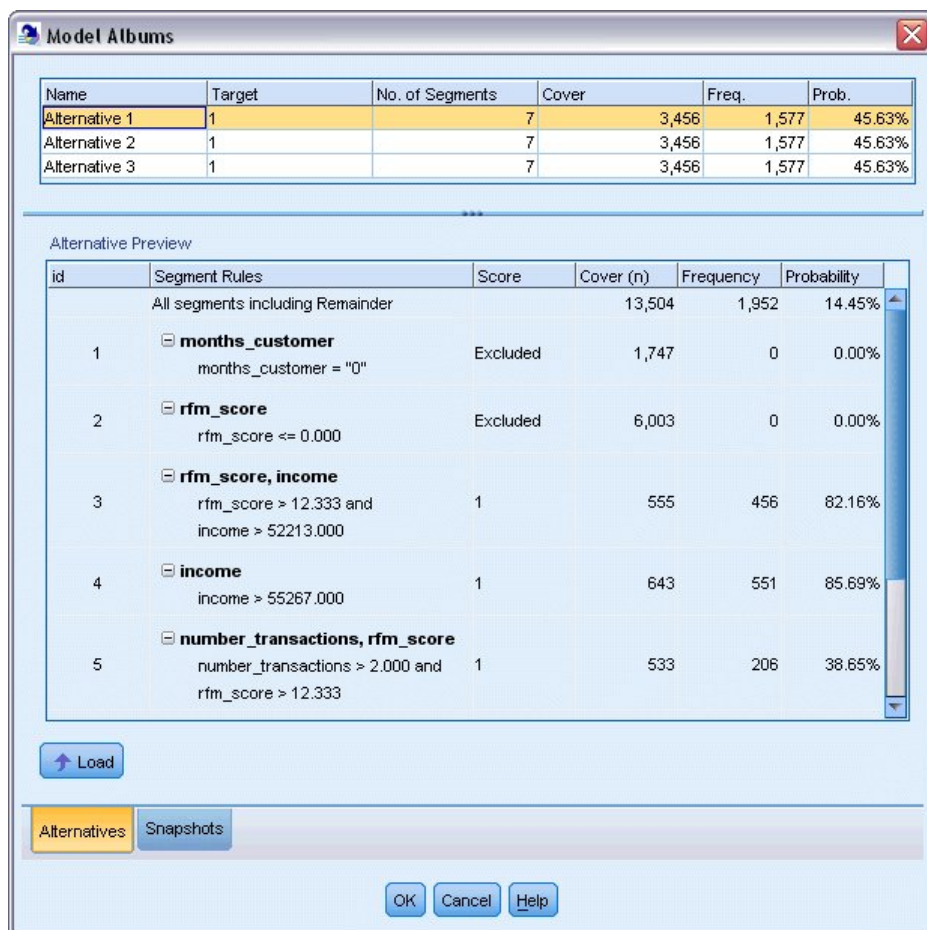 Model Albums
Name Target No. of Segments Cover Freq. Prob.
Alternative 1 1 7 3,456 1,577 45.63%
Alternative 2 1 7 3,456 1,577 45.63%
Alternative 3 1 7 3,456 1,577 45.63%
Alternative Preview
id Segment Rules Score Cover (n) Frequency Probability
All segments including Remainder 13,504 1,952 14.45%
months_customer
1 Excluded 1,747 0 0.00%
months_customer = "0"
rfm_score
2 Excluded 6,003 0 0.00%
rfm_score <= 0.000
rfm_score, income
3 rfm_score > 12.333 and 1 555 456 82.16%
income > 52213.000
income
4 1 643 551 85.69%
income > 55267.000
number_transactions, rfm_score
5 number_transactions > 2.000 and 1 533 206 38.65%
rfm_score > 12.333
Load
Alternatives Snapshots
OK Cancel Help